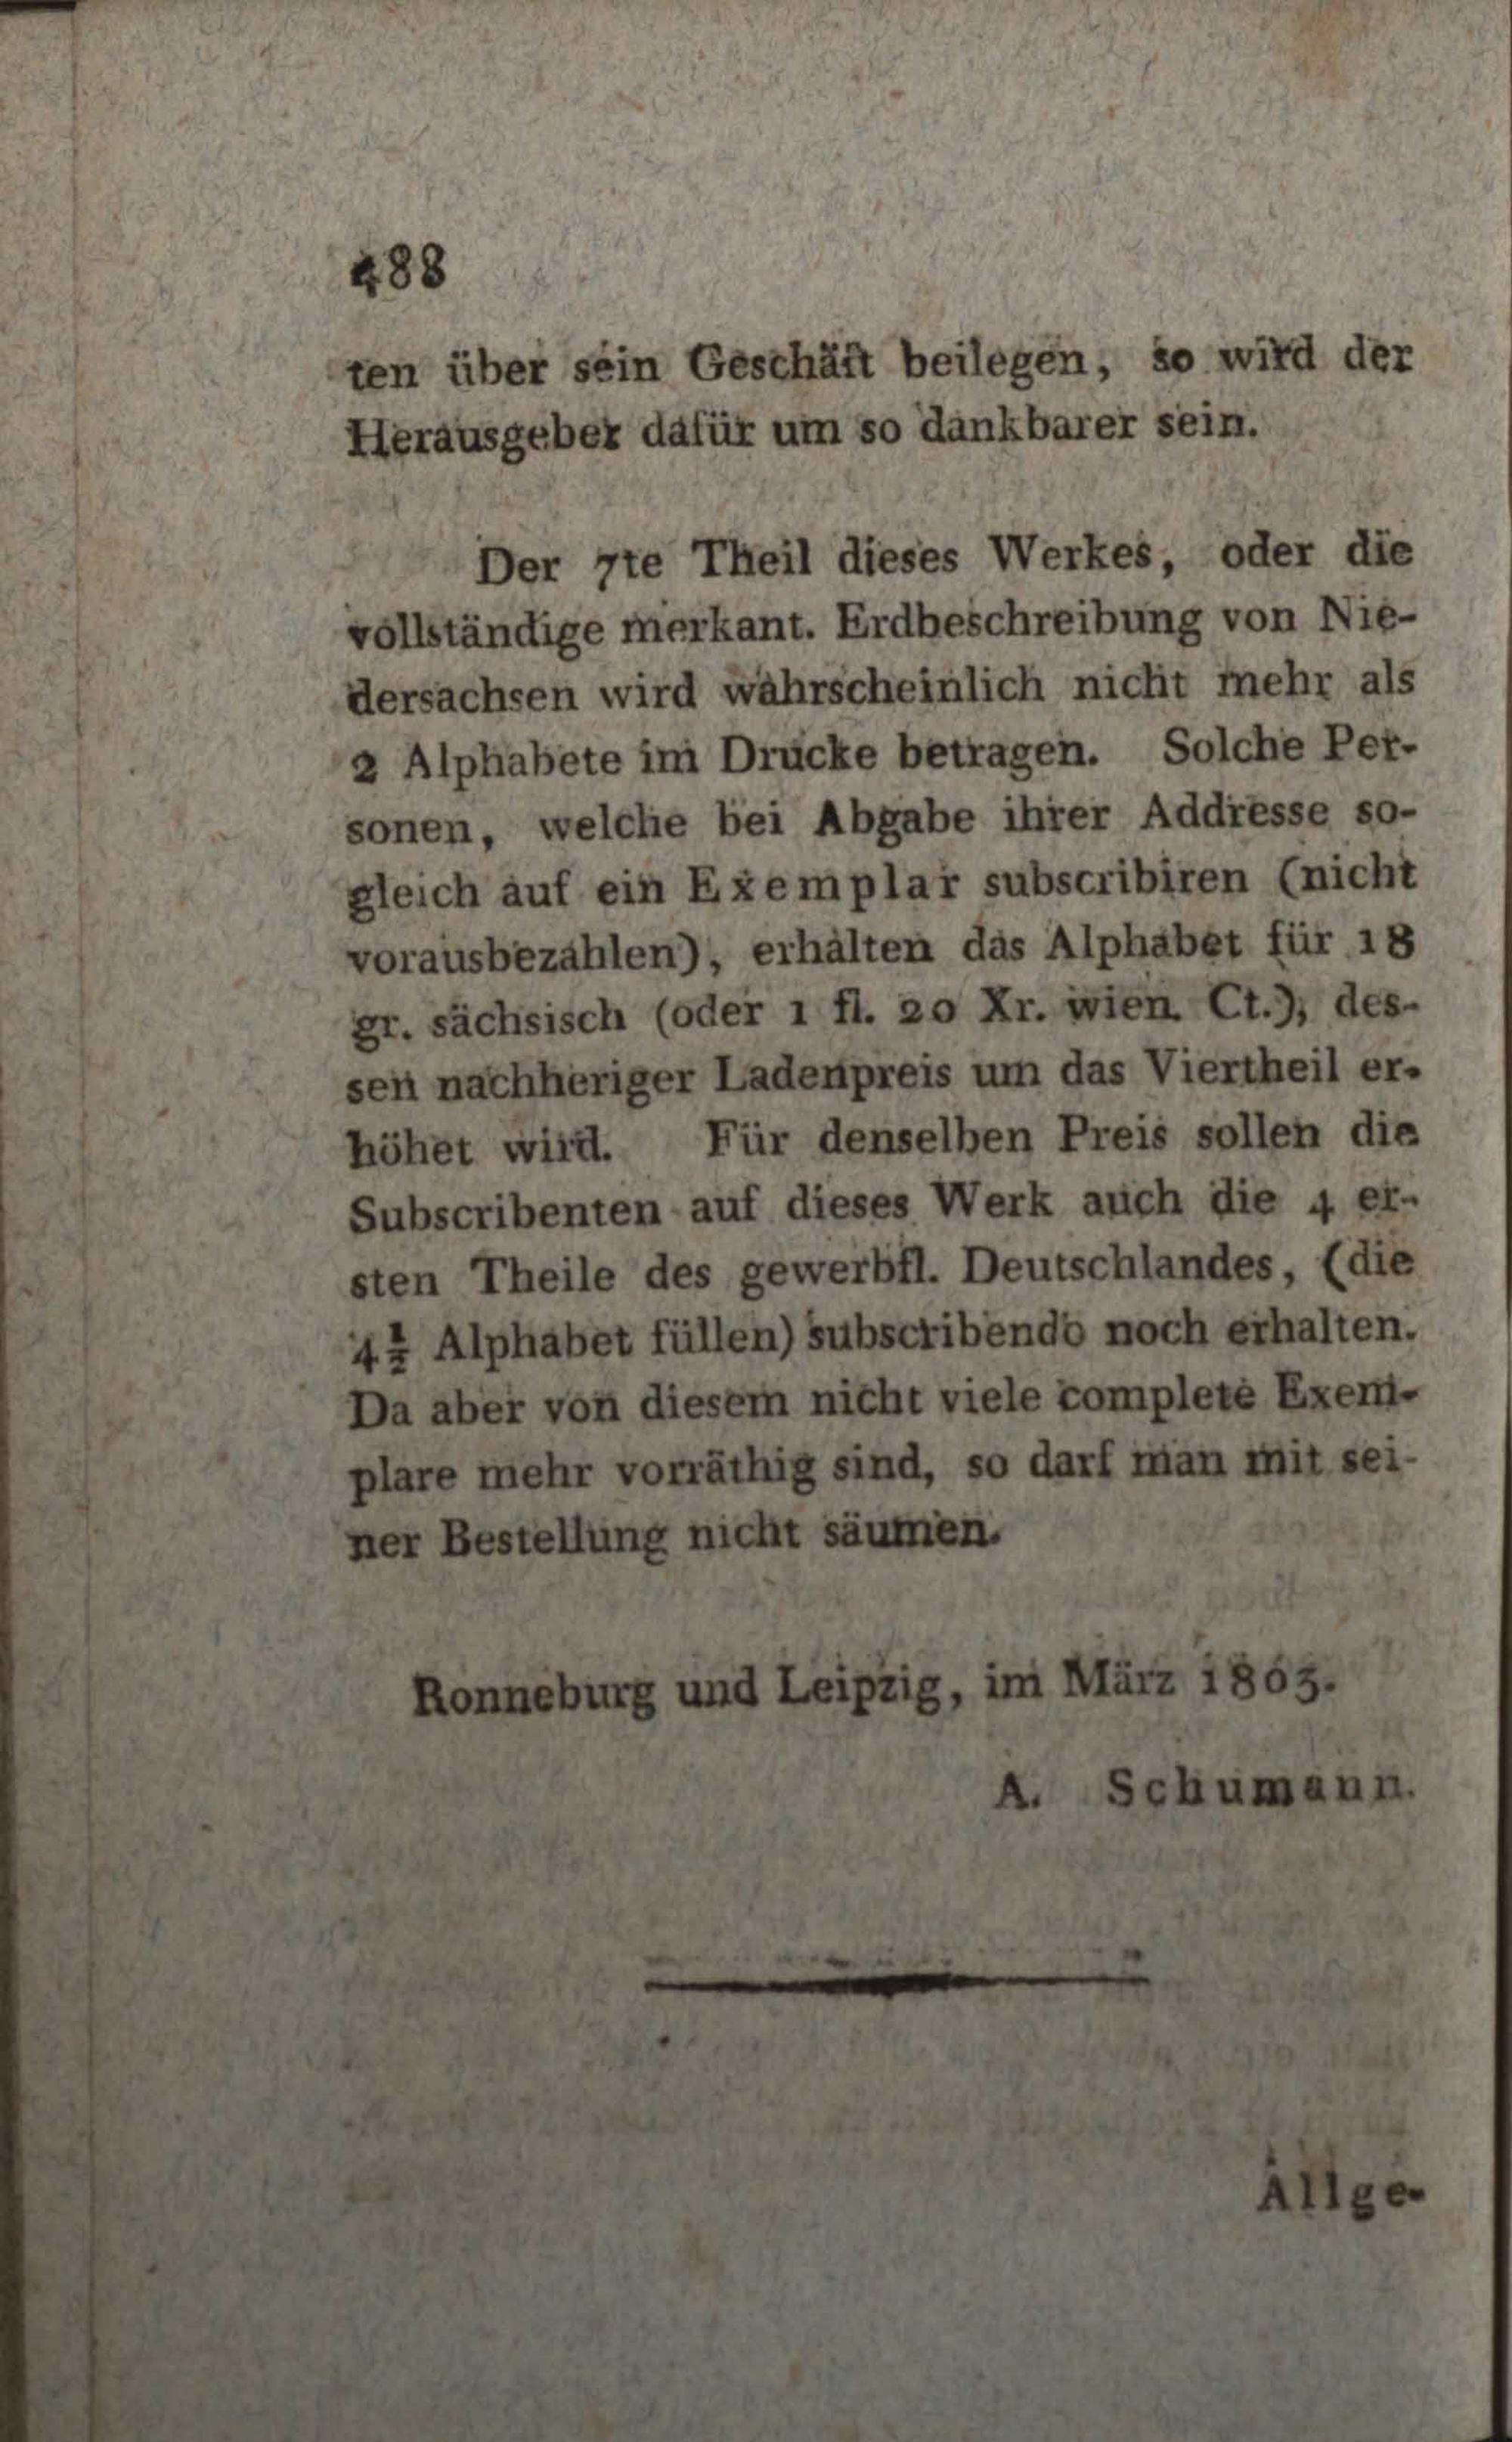 488
ten über sein Geschäft beilegen, so wird der
Herausgeber dafür um so dankbarer sein.
Der 7te Theil dieses Werkes, oder die
vollständige merkant. Erdbeschreibung von Nie-
dersachsen wird wahrscheinlich nicht mehr als
2 Alphabete im Drucke betragen. Solche Per-
sonen, welche bei Abgabe ihrer Addresse so-
gleich auf ein Exemplar subscribiren (nicht
vorausbezahlen), erhalten das Alphabet für 18
gr. sächsisch (oder 1 fl. 20 Xr. wien. Ct.), des-
sen nachheriger Ladenpreis um das Viertheil er-
höhet wird. Für denselben Preis sollen die
Subscribenten auf dieses Werk auch die 4 er-
sten Theile des gewerbfl. Deutschlandes, (die
4½ Alphabet füllen) subscribendo noch erhalten.
Da aber von diesem nicht viele complete Exem-
plare mehr vorräthig sind, so darf man mit sei-
ner Bestellung nicht säumen.
Ronneburg und Leipzig, im März 1803.
A. Schumann.
Allge-